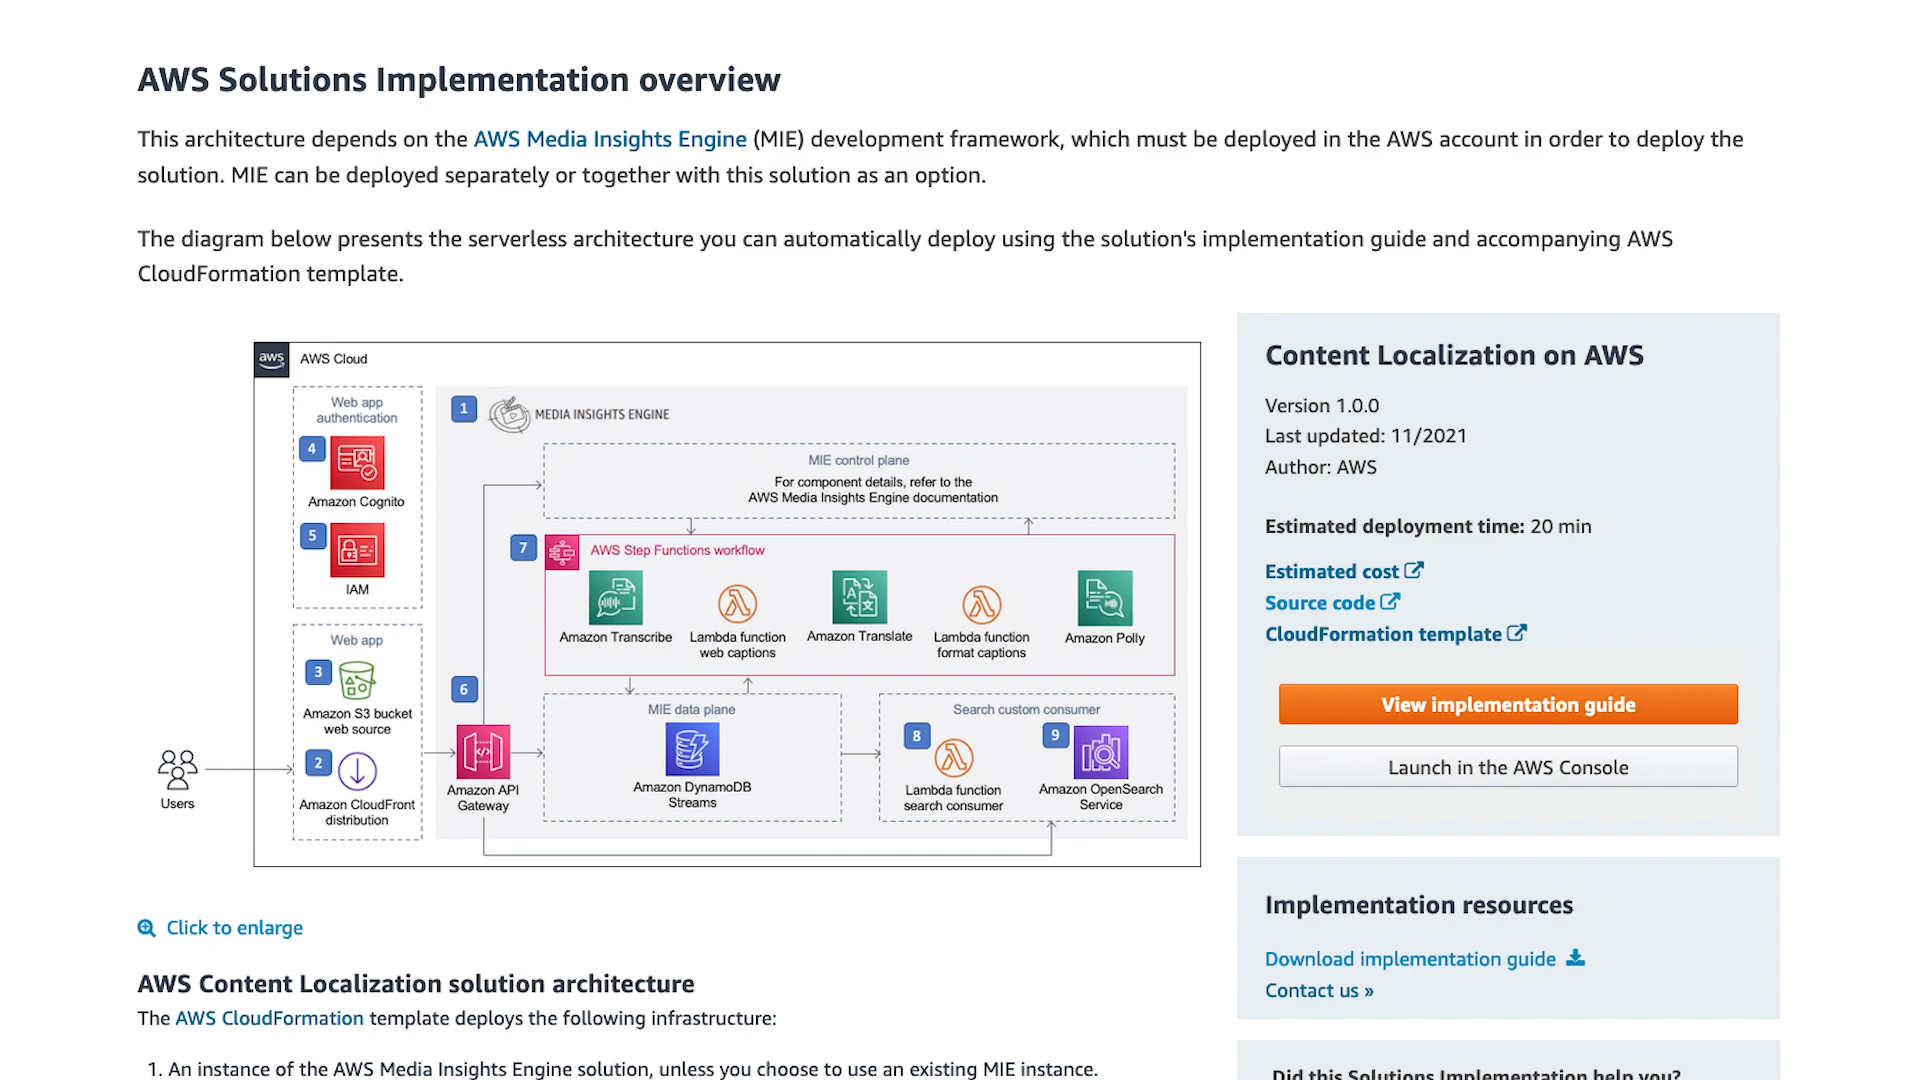 AWS Solutions Implementation overview
This architecture depends on the AWS Media Insights Engine (MIE) development framework, which must be deployed in the AWS account in order to deploy the
solution. MIE can be deployed separately or together with this solution as an option.
The diagram below presents the serverless architecture you can automatically deploy using the solution's implementation guide and accompanying AWS
CloudFormation template.
aws
AWS Cloud
Web app
authentication
4
Amazon Cognito
5
IAM
Web app
3
Amazon S3 bucket
web source
2
Amazon CloudFront
distribution
Users
1
MEDIA INSIGHTS ENGINE
MIE control plane
For component details, refer to the
AWS Media Insights Engine documentation
7
AWS Step Functions workflow
Amazon Transcribe
Lambda function
web captions
Amazon Translate
Lambda function
format captions
Amazon Polly
6
Amazon API
Gateway
MIE data plane
Amazon DynamoDB
Streams
Search custom consumer
8
Lambda function
search consumer
9
Amazon OpenSearch
Service
Click to enlarge
AWS Content Localization solution architecture
The AWS CloudFormation template deploys the following infrastructure:
1. An instance of the AWS Media Insights Engine solution, unless you choose to use an existing MIE instance.
Content Localization on AWS
Version 1.0.0
Last updated: 11/2021
Author: AWS
Estimated deployment time: 20 min
Estimated cost
Source code
CloudFormation template
View implementation guide
Launch in the AWS Console
Implementation resources
Download implementation guide
Contact us »
Did this Solutions Implementation help you?